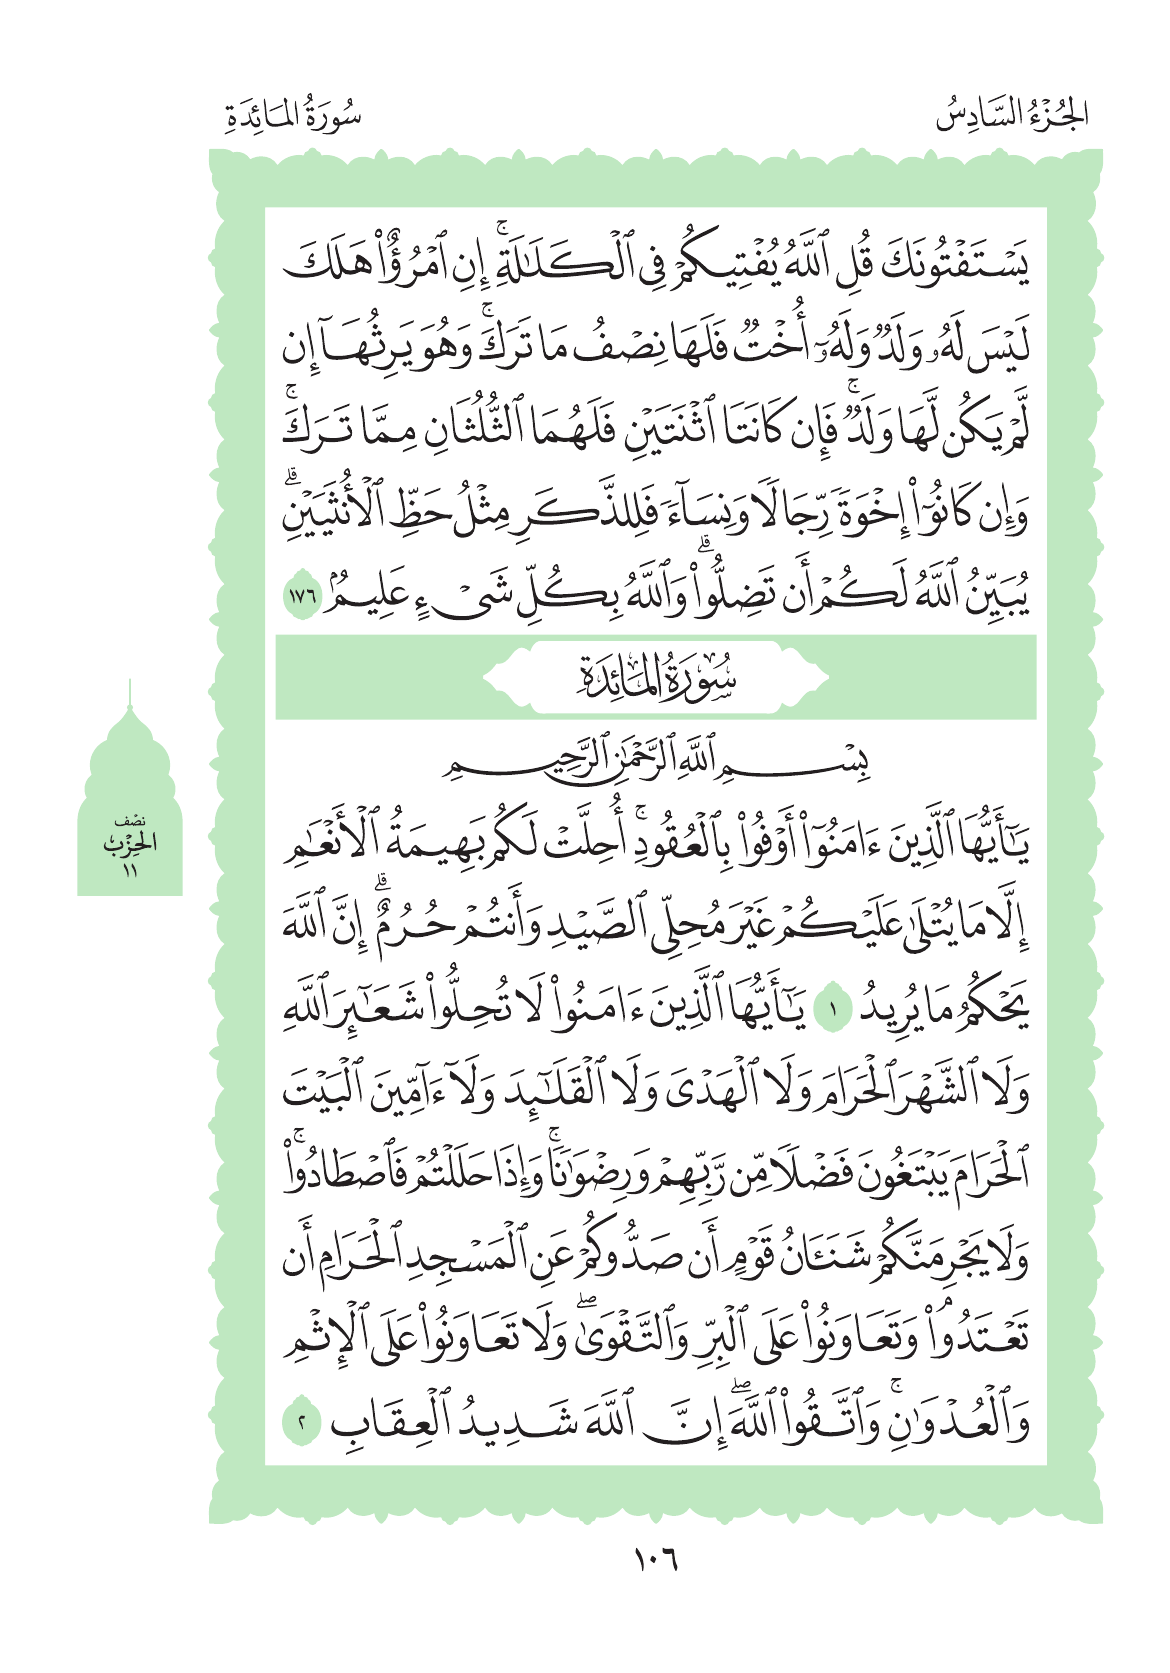 الجُزْءُ السَّادِسُ
سُورَةُ المَائِدَةِ
يَسْتَفْتُونَكَ قُلِ ٱللَّهُ يُفْتِيكُمْ فِى ٱلْكَلَـٰلَةِۚ إِنِ ٱمْرُؤٌا۟ هَلَكَ
لَيْسَ لَهُۥ وَلَدٌ وَلَهُۥٓ أُخْتٌ فَلَهَا نِصْفُ مَا تَرَكَۚ وَهُوَ يَرِثُهَآ إِن
لَّمْ يَكُن لَّهَا وَلَدٌۚ فَإِن كَانَتَا ٱثْنَتَيْنِ فَلَهُمَا ٱلثُّلُثَانِ مِمَّا تَرَكَۚ
وَإِن كَانُوٓا۟ إِخْوَةً رِّجَالًا وَنِسَآءً فَلِلذَّكَرِ مِثْلُ حَظِّ ٱلْأُنثَيَيْنِۗ
يُبَيِّنُ ٱللَّهُ لَكُمْ أَن تَضِلُّوا۟ۗ وَٱللَّهُ بِكُلِّ شَىْءٍ عَلِيمٌۢ ١٧٦
سُورَةُ المَائِدَةِ
بِسْمِ ٱللَّهِ ٱلرَّحْمَـٰنِ ٱلرَّحِيمِ
يَـٰٓأَيُّهَا ٱلَّذِينَ ءَامَنُوٓا۟ أَوْفُوا۟ بِٱلْعُقُودِۚ أُحِلَّتْ لَكُم بَهِيمَةُ ٱلْأَنْعَـٰمِ
إِلَّا مَا يُتْلَىٰ عَلَيْكُمْ غَيْرَ مُحِلِّى ٱلصَّيْدِ وَأَنتُمْ حُرُمٌۗ إِنَّ ٱللَّهَ
يَحْكُمُ مَا يُرِيدُ ١ يَـٰٓأَيُّهَا ٱلَّذِينَ ءَامَنُوا۟ لَا تُحِلُّوا۟ شَعَـٰٓئِرَ ٱللَّهِ
وَلَا ٱلشَّهْرَ ٱلْحَرَامَ وَلَا ٱلْهَدْىَ وَلَا ٱلْقَلَـٰٓئِدَ وَلَآ ءَآمِّينَ ٱلْبَيْتَ
ٱلْحَرَامَ يَبْتَغُونَ فَضْلًا مِّن رَّبِّهِمْ وَرِضْوَٰنًاۚ وَإِذَا حَلَلْتُمْ فَٱصْطَادُوا۟ۚ
وَلَا يَجْرِمَنَّكُمْ شَنَـَٔانُ قَوْمٍ أَن صَدُّوكُمْ عَنِ ٱلْمَسْجِدِ ٱلْحَرَامِ أَن
تَعْتَدُوا۟ۘ وَتَعَاوَنُوا۟ عَلَى ٱلْبِرِّ وَٱلتَّقْوَىٰۖ وَلَا تَعَاوَنُوا۟ عَلَى ٱلْإِثْمِ
وَٱلْعُدْوَٰنِۚ وَٱتَّقُوا۟ ٱللَّهَۖ إِنَّ ٱللَّهَ شَدِيدُ ٱلْعِقَابِ ٢
نصف
الحِزْب
١١
١٠٦